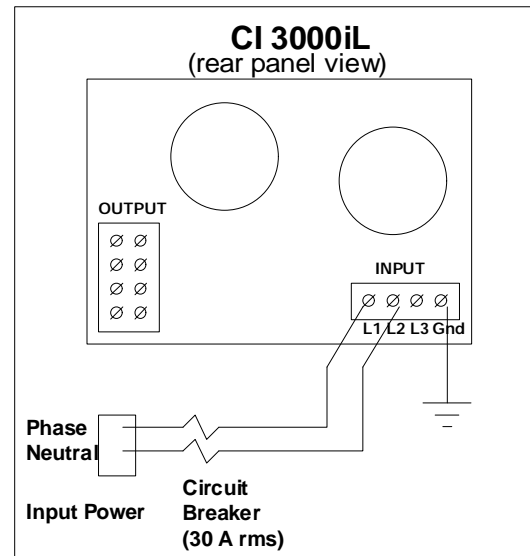 CI 3000iL
(rear panel view)
OUTPUT
INPUT
L1 L2 L3 Gnd
Phase
Neutral
Input Power
Circuit
Breaker
(30 A rms)